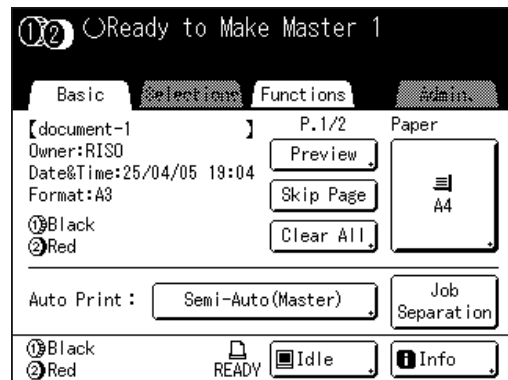 ①② Ready to Make Master 1
Basic Selections Functions Admin.
【document-1 】 P.1/2 Paper
Owner:RISO
Preview
Date&Time:25/04/05 19:04
Format:A3
Skip Page
A4
①Black
②Red
Clear All
Auto Print: Semi-Auto(Master)
Job
Separation
①Black
②Red
READY
Idle
Info